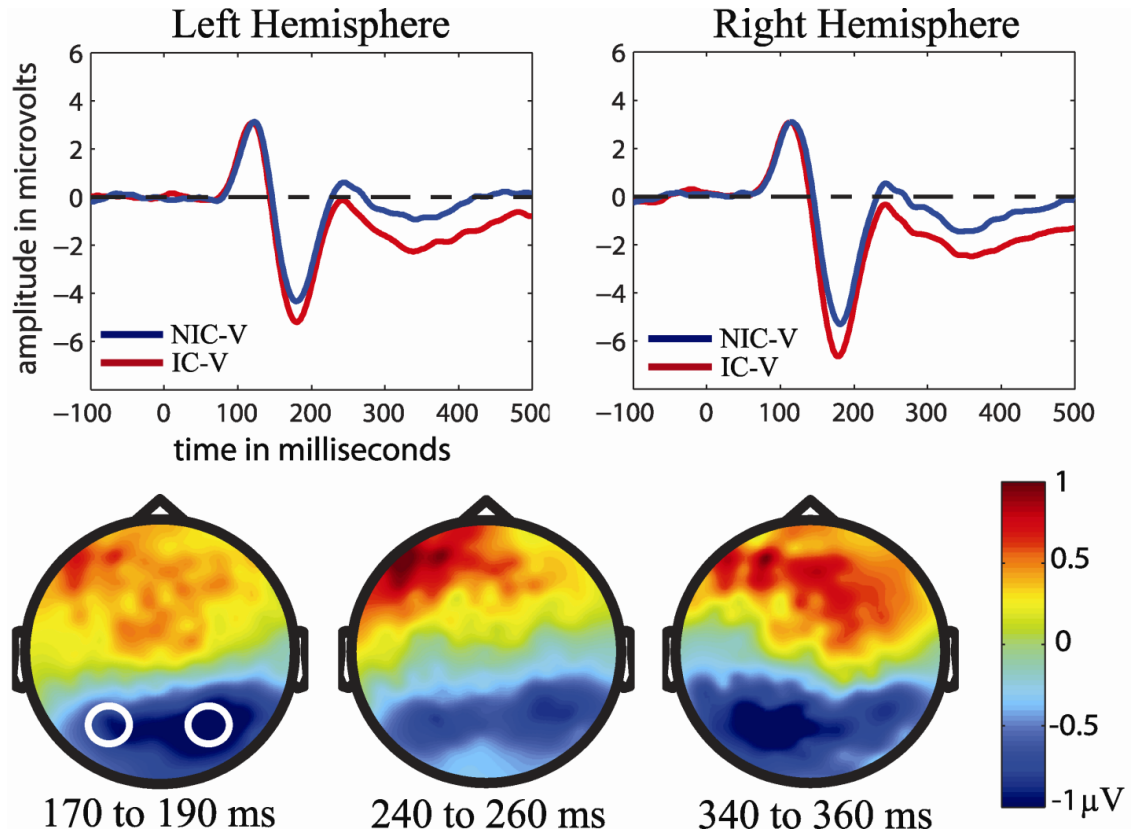 Left Hemisphere
6
4
2
0
−2
−4
−6
amplitude in microvolts
NIC-V
IC-V
−100 0 100 200 300 400 500
time in milliseconds
Right Hemisphere
6
4
2
0
−2
−4
−6
NIC-V
IC-V
−100 0 100 200 300 400 500
170 to 190 ms
240 to 260 ms
340 to 360 ms
1
0.5
0
-0.5
-1 μV